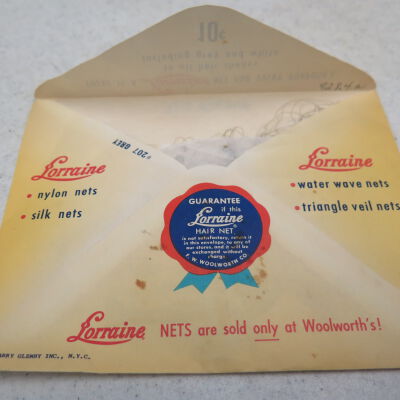 10¢
#207 GREY
Lorraine
• nylon nets
• silk nets
Lorraine
• water wave nets
• triangle veil nets
GUARANTEE
if this
Lorraine
HAIR NET
is not satisfactory, return it
in this envelope, to any of
our stores, and it will be
exchanged without
charge.
F. W. WOOLWORTH CO
Lorraine NETS are sold only at Woolworth's!
HARRY GLEMBY INC., N.Y.C.